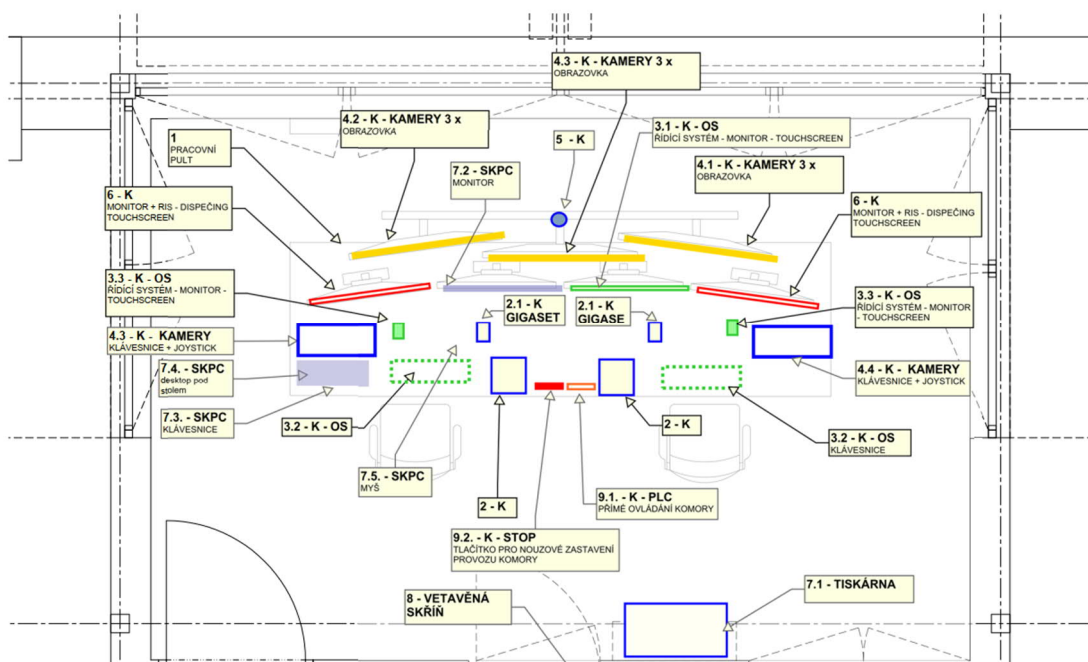 4.3 - K - KAMERY 3 x
OBRAZOVKA
4.2 - K - KAMERY 3 x
OBRAZOVKA
3.1 - K - OS
ŘÍDÍCÍ SYSTÉM - MONITOR - TOUCHSCREEN
1
PRACOVNÍ
PULT
5 - K
7.2 - SKPC
MONITOR
4.1 - K - KAMERY 3 x
OBRAZOVKA
6 - K
MONITOR + RIS - DISPEČING
TOUCHSCREEN
6 - K
MONITOR + RIS - DISPEČING
TOUCHSCREEN
3.3 - K - OS
ŘÍDÍCÍ SYSTÉM - MONITOR -
TOUCHSCREEN
2.1 - K
GIGASET
2.1 - K
GIGASE
3.3 - K - OS
ŘÍDÍCÍ SYSTÉM - MONITOR
- TOUCHSCREEN
4.3 - K - KAMERY
KLÁVESNICE + JOYSTICK
7.4. - SKPC
desktop pod
stolem
4.4 - K - KAMERY
KLÁVESNICE + JOYSTICK
7.3. - SKPC
KLÁVESNICE
3.2 - K - OS
2 - K
3.2 - K - OS
KLÁVESNICE
7.5. - SKPC
MYŠ
2 - K
9.1. - K - PLC
PŘÍMÉ OVLÁDÁNÍ KOMORY
9.2. - K - STOP
TLAČÍTKO PRO NOUZOVÉ ZASTAVENÍ
PROVOZU KOMORY
8 - VETAVĚNÁ
SKŘÍŇ
7.1 - TISKÁRNA